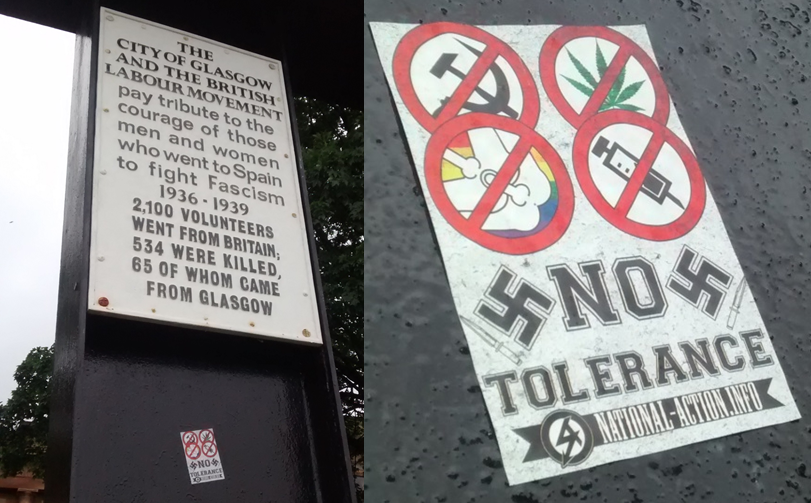 THE
CITY OF GLASGOW
AND THE BRITISH
LABOUR MOVEMENT
pay tribute to the
courage of those
men and women
who went to Spain
to fight Fascism
1936 - 1939
2,100 VOLUNTEERS
WENT FROM BRITAIN;
534 WERE KILLED,
65 OF WHOM CAME
FROM GLASGOW
NO
TOLERANCE
NO
TOLERANCE
NATIONAL-ACTION.INFO